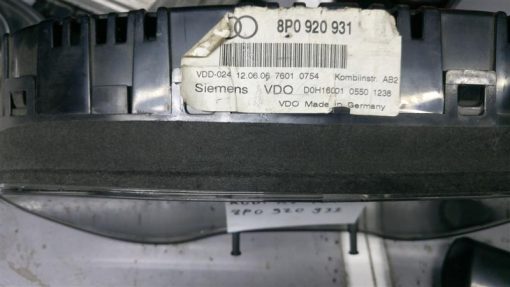 8P0 920 931
VDD-024 12.06.06 7601 0754 Kombiinstr. AB2
Siemens VDO D0H16001 0550 1238
VDO Made in Germany
8P0 920 931